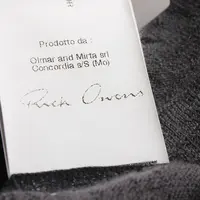 Prodotto da :
Olmar and Mirta srl
Concordia s/S (Mo)
Rick Owens